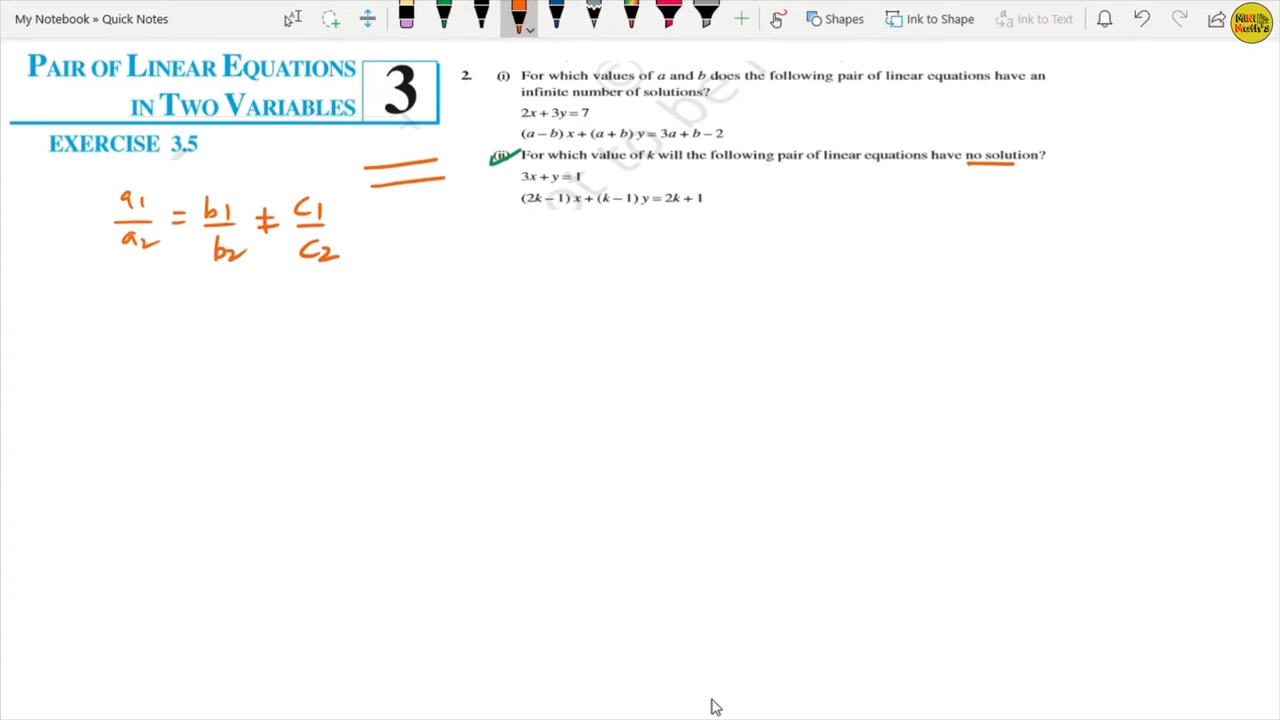 My Notebook » Quick Notes
Shapes
Ink to Shape
Ink to Text
PAIR OF LINEAR EQUATIONS
IN TWO VARIABLES
3
EXERCISE 3.5
a1/a2 = b1/b2 ≠ c1/c2
2. (i) For which values of a and b does the following pair of linear equations have an
infinite number of solutions?
2x + 3y = 7
(a – b) x + (a + b) y = 3a + b – 2
(ii) For which value of k will the following pair of linear equations have no solution?
3x + y = 1
(2k – 1) x + (k – 1) y = 2k + 1